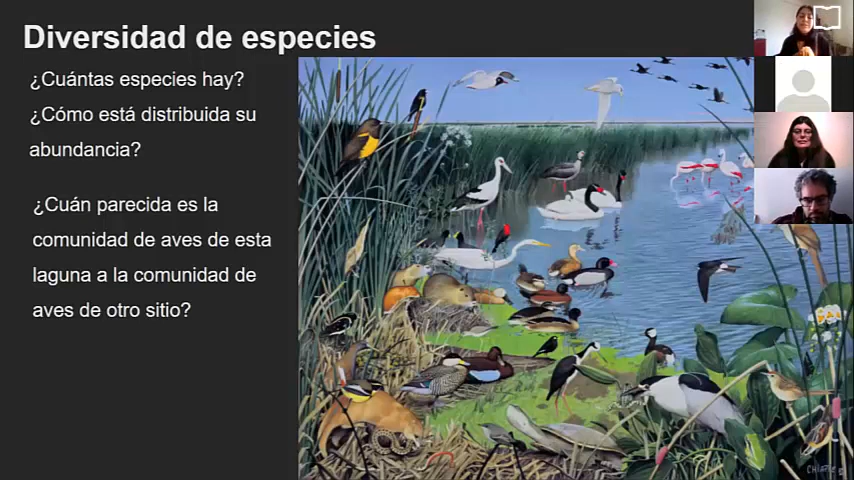 Diversidad de especies
¿Cuántas especies hay?
¿Cómo está distribuida su
abundancia?
¿Cuán parecida es la
comunidad de aves de esta
laguna a la comunidad de
aves de otro sitio?